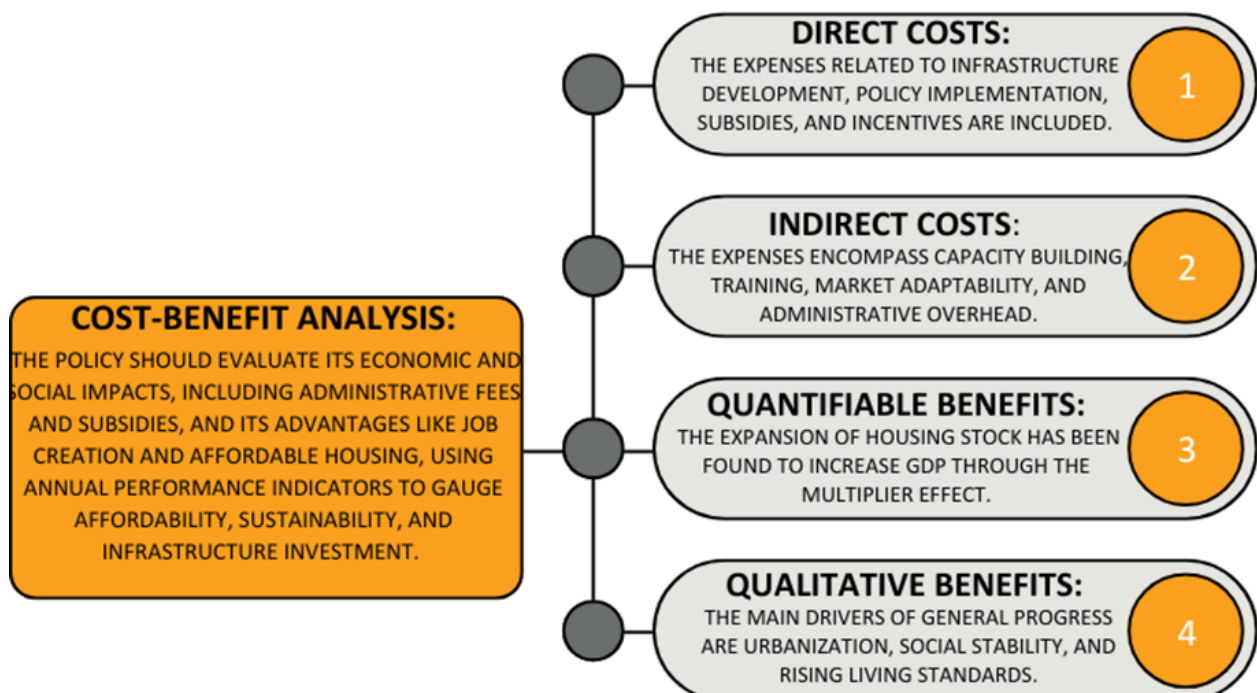 COST-BENEFIT ANALYSIS:
THE POLICY SHOULD EVALUATE ITS ECONOMIC AND
SOCIAL IMPACTS, INCLUDING ADMINISTRATIVE FEES
AND SUBSIDIES, AND ITS ADVANTAGES LIKE JOB
CREATION AND AFFORDABLE HOUSING, USING
ANNUAL PERFORMANCE INDICATORS TO GAUGE
AFFORDABILITY, SUSTAINABILITY, AND
INFRASTRUCTURE INVESTMENT.
DIRECT COSTS:
THE EXPENSES RELATED TO INFRASTRUCTURE
DEVELOPMENT, POLICY IMPLEMENTATION,
SUBSIDIES, AND INCENTIVES ARE INCLUDED.
1
INDIRECT COSTS:
THE EXPENSES ENCOMPASS CAPACITY BUILDING,
TRAINING, MARKET ADAPTABILITY, AND
ADMINISTRATIVE OVERHEAD.
2
QUANTIFIABLE BENEFITS:
THE EXPANSION OF HOUSING STOCK HAS BEEN
FOUND TO INCREASE GDP THROUGH THE
MULTIPLIER EFFECT.
3
QUALITATIVE BENEFITS:
THE MAIN DRIVERS OF GENERAL PROGRESS
ARE URBANIZATION, SOCIAL STABILITY, AND
RISING LIVING STANDARDS.
4